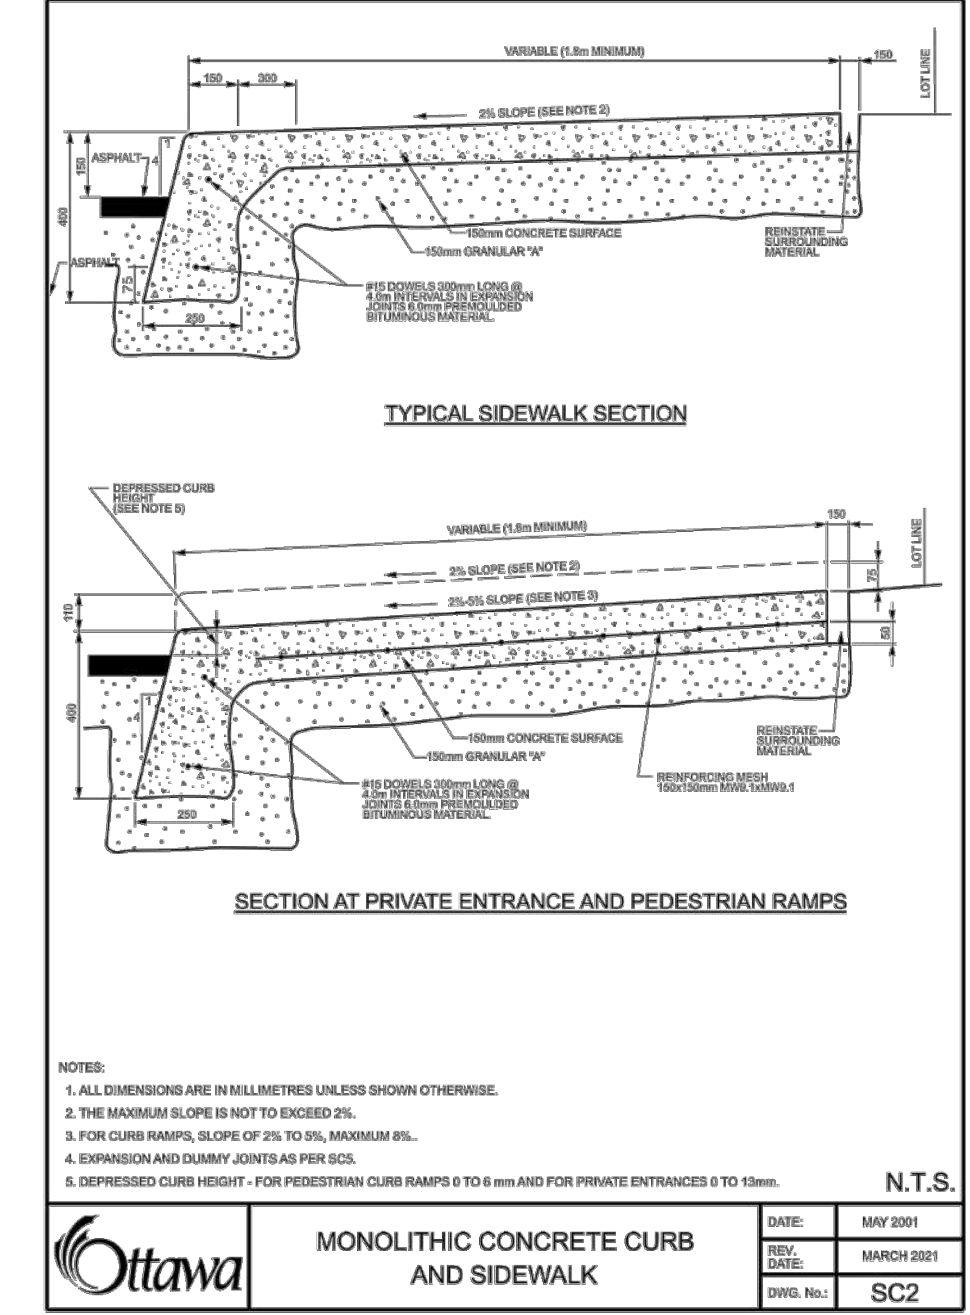 VARIABLE (1.8m MINIMUM)
150
LOT LINE
150
300
2% SLOPE (SEE NOTE 2)
1
4
150
ASPHALT
400
ASPHALT
75
250
150mm CONCRETE SURFACE
150mm GRANULAR "A"
REINSTATE
SURROUNDING
MATERIAL
#15 DOWELS 300mm LONG @
4.0m INTERVALS IN EXPANSION
JOINTS 6.0mm PREMOULDED
BITUMINOUS MATERIAL.
TYPICAL SIDEWALK SECTION
DEPRESSED CURB
HEIGHT
(SEE NOTE 5)
VARIABLE (1.8m MINIMUM)
150
LOT LINE
2% SLOPE (SEE NOTE 2)
75
2%-5% SLOPE (SEE NOTE 3)
110
50
1
4
400
150mm CONCRETE SURFACE
150mm GRANULAR "A"
REINSTATE
SURROUNDING
MATERIAL
#15 DOWELS 300mm LONG @
4.0m INTERVALS IN EXPANSION
JOINTS 6.0mm PREMOULDED
BITUMINOUS MATERIAL.
REINFORCING MESH
150x150mm MW9.1xMW9.1
250
SECTION AT PRIVATE ENTRANCE AND PEDESTRIAN RAMPS
NOTES:
1. ALL DIMENSIONS ARE IN MILLIMETRES UNLESS SHOWN OTHERWISE.
2. THE MAXIMUM SLOPE IS NOT TO EXCEED 2%.
3. FOR CURB RAMPS, SLOPE OF 2% TO 5%, MAXIMUM 8%..
4. EXPANSION AND DUMMY JOINTS AS PER SC5.
5. DEPRESSED CURB HEIGHT - FOR PEDESTRIAN CURB RAMPS 0 TO 6 mm AND FOR PRIVATE ENTRANCES 0 TO 13mm.
N.T.S.
Ottawa
MONOLITHIC CONCRETE CURB
AND SIDEWALK
DATE: MAY 2001
REV.
DATE: MARCH 2021
DWG. No.: SC2